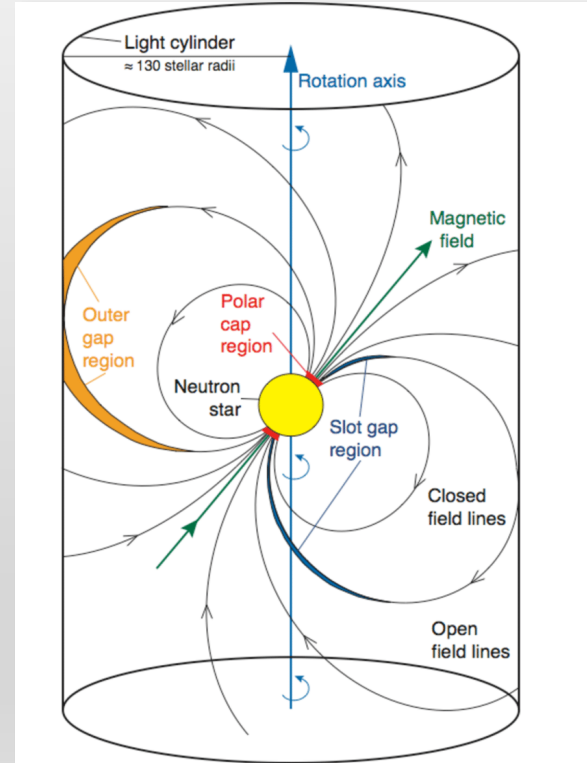 Light cylinder
≈ 130 stellar radii
Rotation axis
Magnetic
field
Polar
cap
region
Outer
gap
region
Neutron
star
Slot gap
region
Closed
field lines
Open
field lines